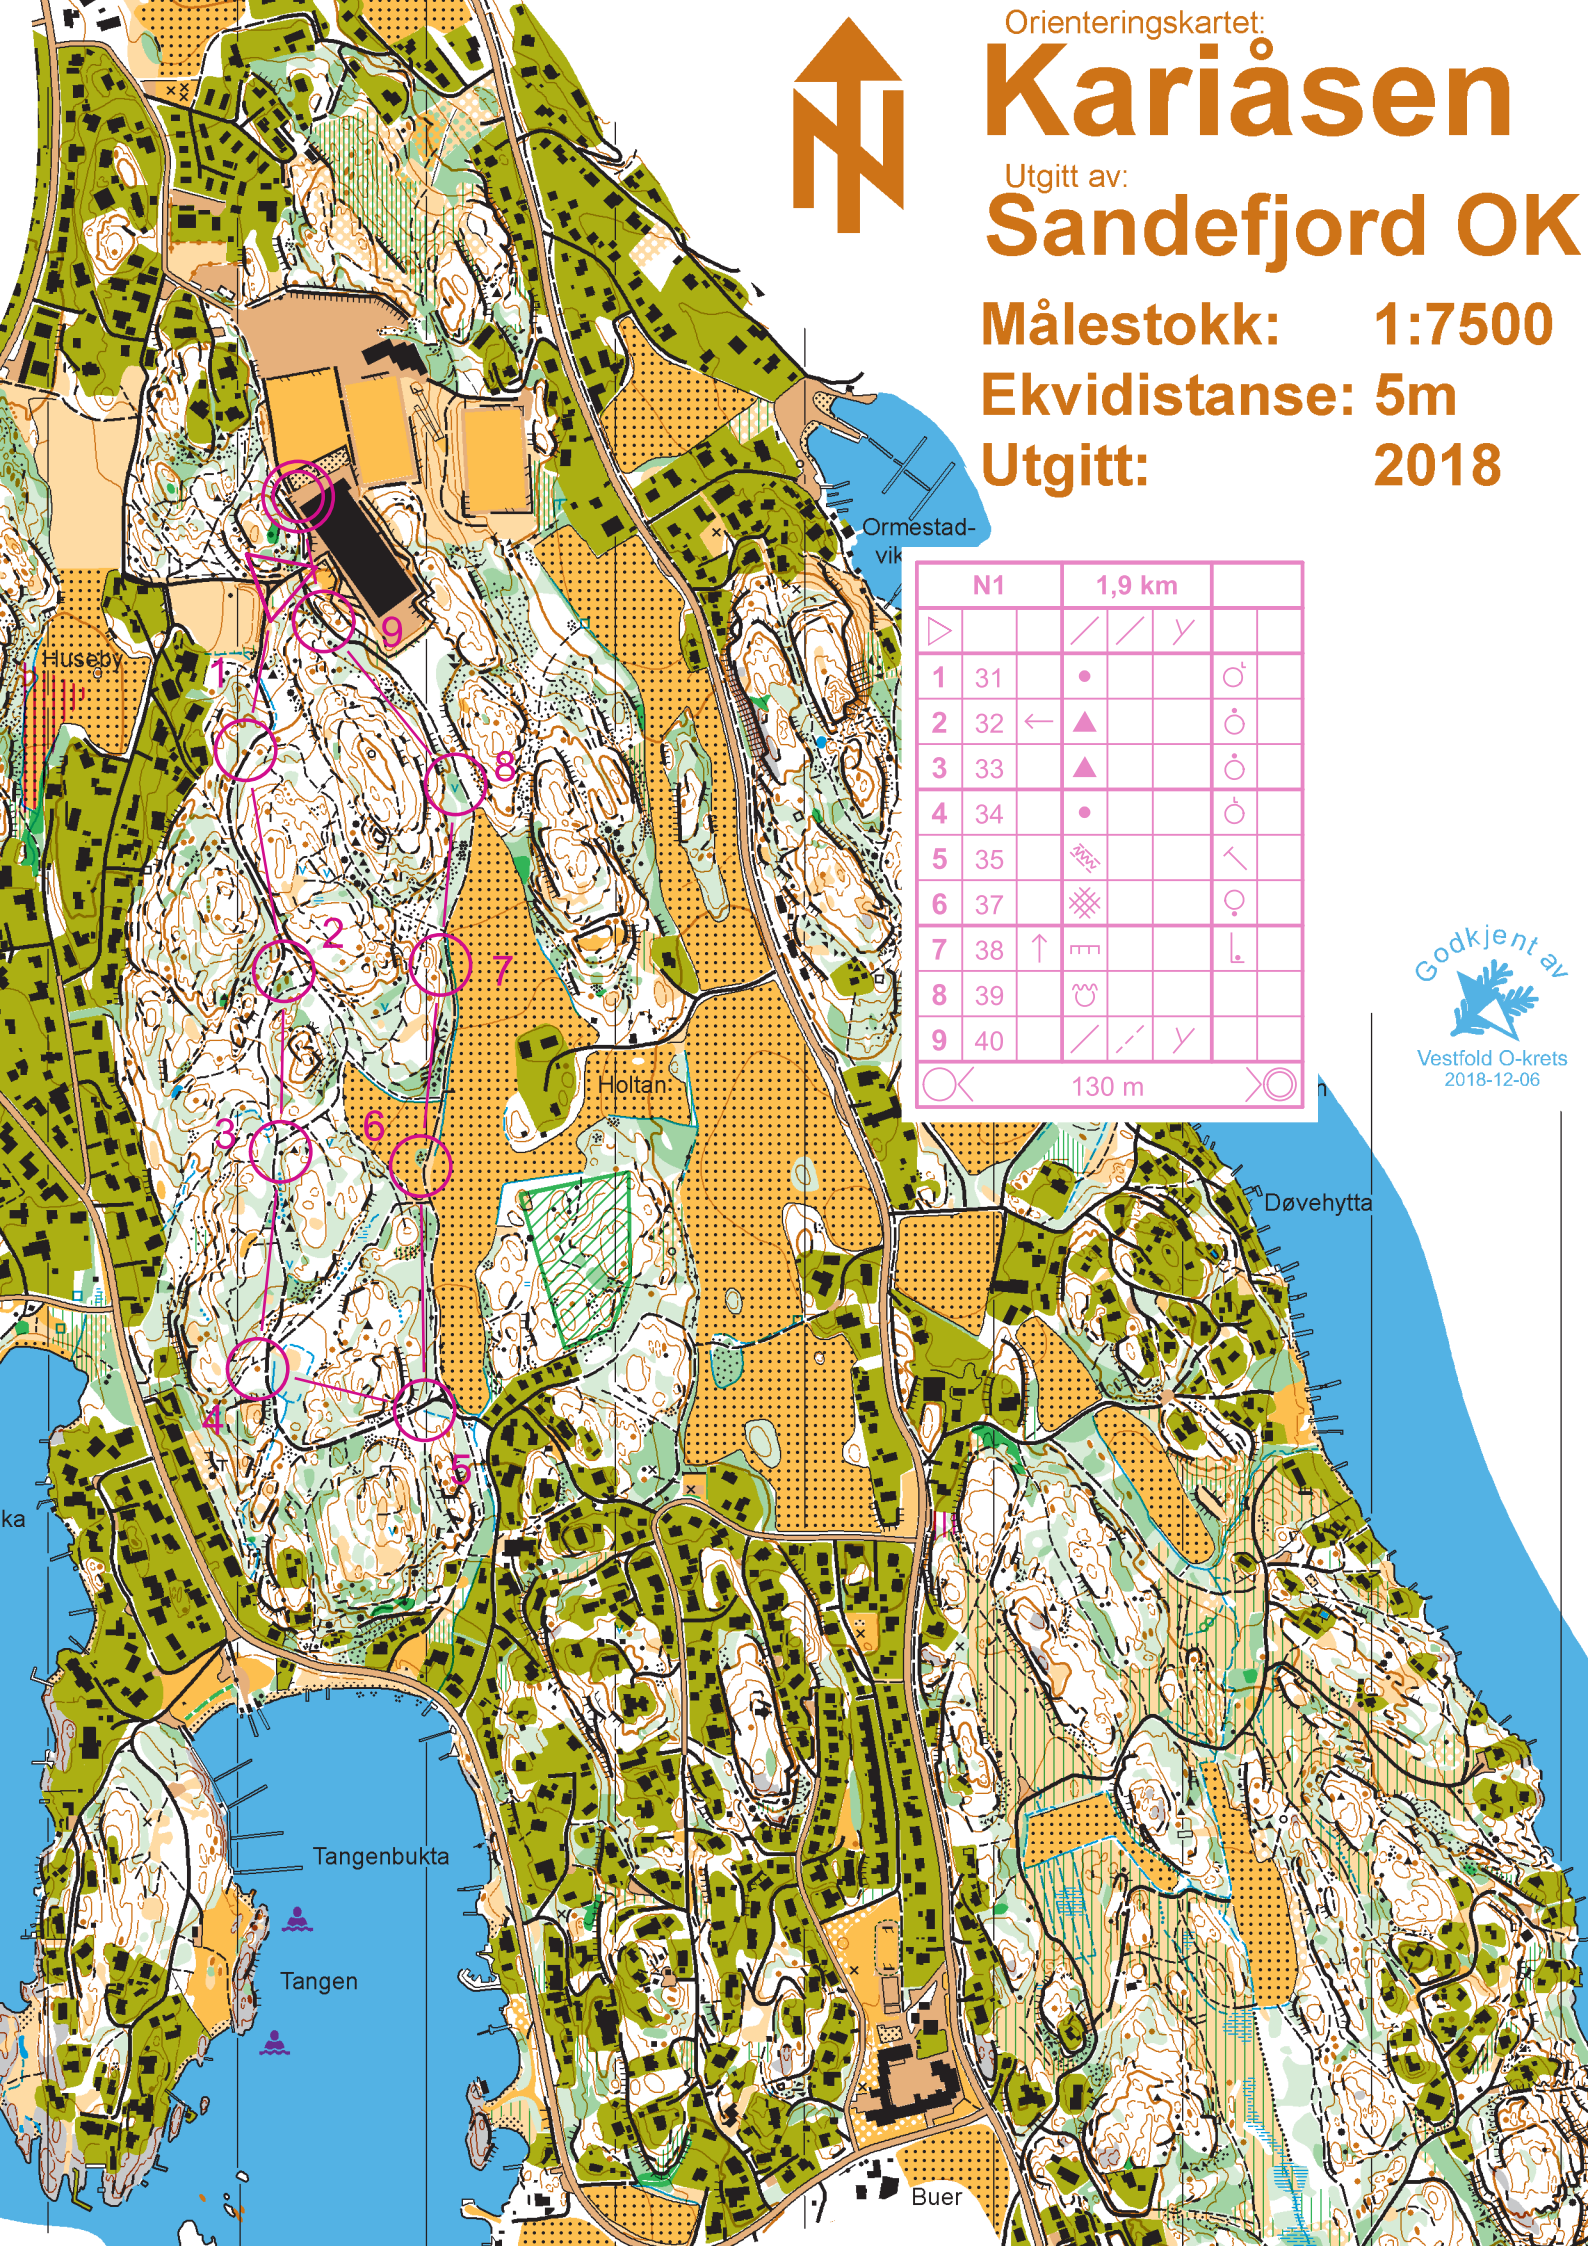 Orienteringskartet:
Kariåsen
Utgitt av:
Sandefjord OK
Målestokk: 1:7500
Ekvidistanse: 5m
Utgitt: 2018
Ormestad-
vik
N1 1,9 km
1 31
2 32
3 33
4 34
5 35
6 37
7 38
8 39
9 40
130 m
Godkjent av
Vestfold O-krets
2018-12-06
Huseby
9
1
8
2
7
Holtan
6
3
n
Døvehytta
4
5
ka
Tangenbukta
Tangen
Buer